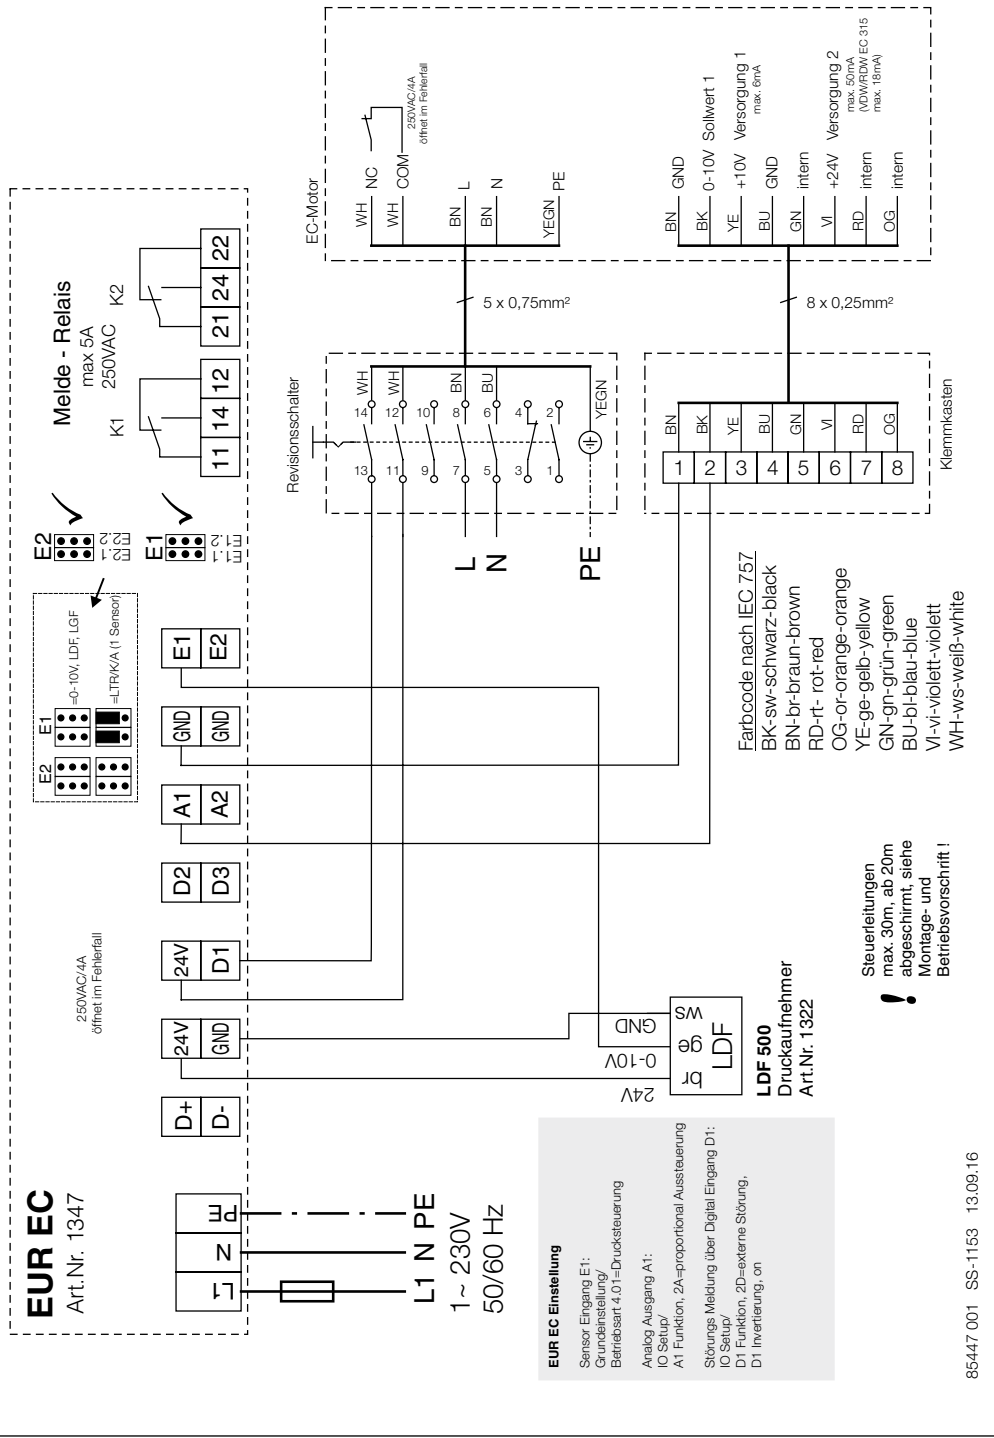 EUR EC
Art.Nr. 1347
Melde - Relais
max 5A
250VAC
K1
K2
11
14
12
21
24
22
E2
E2.1
E2.2
E1
E1.1
E1.2
E2
E1
=0-10V, LDF, LGF
=LTR/K/A (1 Sensor)
250VAC/4A
öffnet im Fehlerfall
L1
N
PE
D+
D-
24V
GND
24V
D1
D2
D3
A1
A2
GND
GND
E1
E2
L1 N PE
1~ 230V
50/60 Hz
EC-Motor
WH NC
WH COM
250VAC/4A
öffnet im Fehlerfall
BN L
BN N
YEGN PE
BN GND
BK 0-10V Sollwert 1
YE +10V Versorgung 1
max. 6mA
BU GND
GN intern
VI +24V Versorgung 2
max. 50mA
(VDW/RDW EC 315
max. 18mA)
RD intern
OG intern
5 x 0,75mm²
8 x 0,25mm²
Revisionsschalter
13 14 WH
11 12 WH
9 10
7 8 BN
5 6 BU
3 4
1 2
YEGN
L
N
PE
Klemmkasten
1 BN
2 BK
3 YE
4 BU
5 GN
6 VI
7 RD
8 OG
Farbcode nach IEC 757
BK-sw-schwarz-black
BN-br-braun-brown
RD-rt- rot-red
OG-or-orange-orange
YE-ge-gelb-yellow
GN-gn-grün-green
BU-bl-blau-blue
VI-vi-violett-violett
WH-ws-weiß-white
24V
0-10V
GND
br
ge
ws
LDF
LDF 500
Druckaufnehmer
Art.Nr. 1322
! Steuerleitungen
max. 30m, ab 20m
abgeschirmt, siehe
Montage- und
Betriebsvorschrift !
EUR EC Einstellung
Sensor Eingang E1:
Grundeinstellung/
Betriebsart 4.01=Drucksteuerung
Analog Ausgang A1:
IO Setup/
A1 Funktion, 2A=proportional Aussteuerung
Störungs Meldung über Digital Eingang D1:
IO Setup/
D1 Funktion, 2D=externe Störung,
D1 Invertierung, on
85447 001 SS-1153 13.09.16